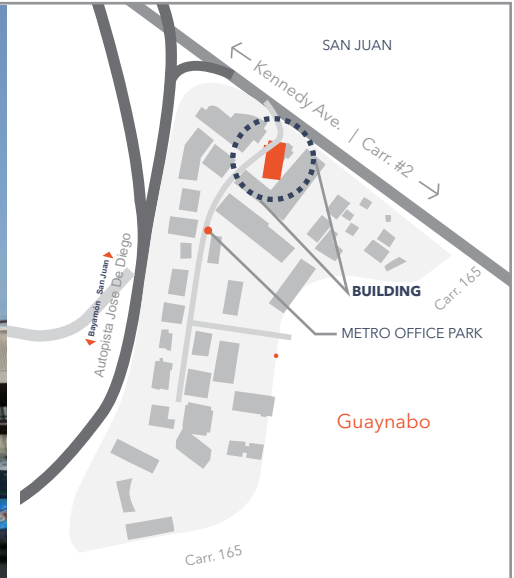 SAN JUAN
Kennedy Ave. | Carr. #2
Carr. 165
BUILDING
METRO OFFICE PARK
Bayamón San Juan
Autopista Jose De Diego
Guaynabo
Carr. 165